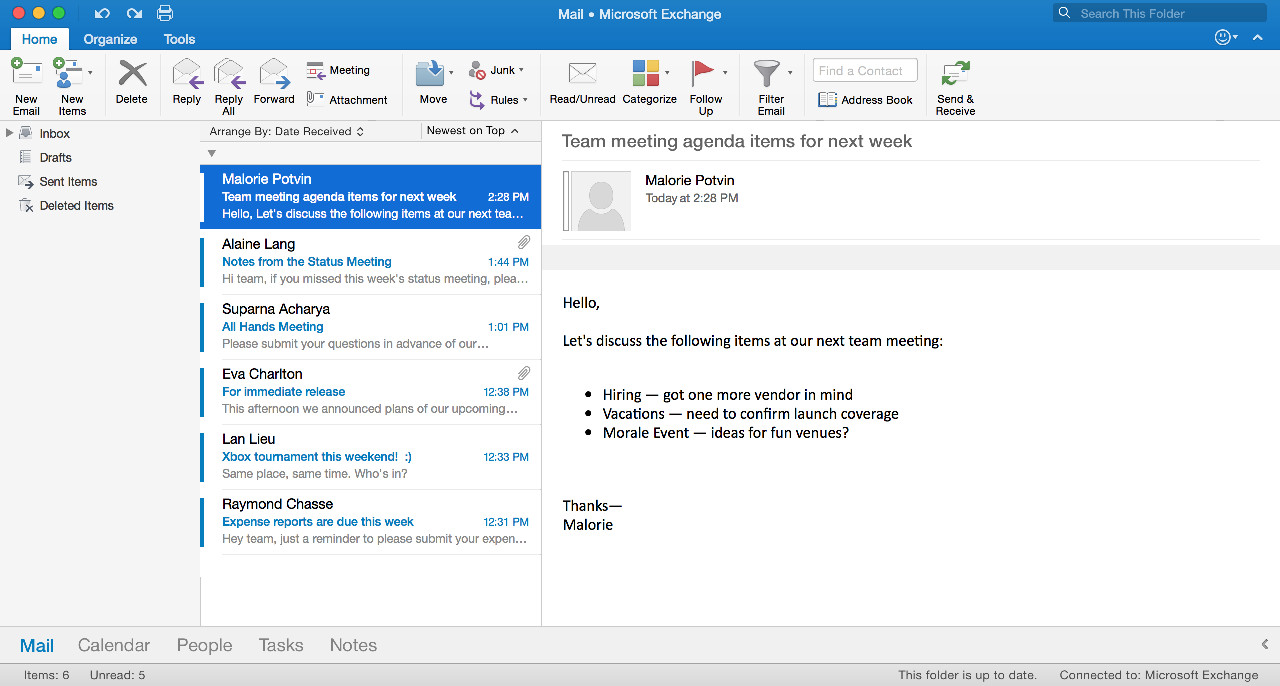 Mail • Microsoft Exchange
Search This Folder
Home Organize Tools
New Email
New Items
Delete
Reply
Reply All
Forward
Meeting
Attachment
Move
Junk
Rules
Read/Unread
Categorize
Follow Up
Filter Email
Find a Contact
Address Book
Send & Receive
Inbox
Drafts
Sent Items
Deleted Items
Arrange By: Date Received
Newest on Top
Malorie Potvin
Team meeting agenda items for next week 2:28 PM
Hello, Let's discuss the following items at our next tea...
Alaine Lang
Notes from the Status Meeting 1:44 PM
Hi team, if you missed this week's status meeting, plea...
Suparna Acharya
All Hands Meeting 1:01 PM
Please submit your questions in advance of our...
Eva Charlton
For immediate release 12:38 PM
This afternoon we announced plans of our upcoming...
Lan Lieu
Xbox tournament this weekend! :) 12:33 PM
Same place, same time. Who's in?
Raymond Chasse
Expense reports are due this week 12:31 PM
Hey team, just a reminder to please submit your expen...
Team meeting agenda items for next week
Malorie Potvin
Today at 2:28 PM
Hello,
Let's discuss the following items at our next team meeting:
• Hiring — got one more vendor in mind
• Vacations — need to confirm launch coverage
• Morale Event — ideas for fun venues?
Thanks—
Malorie
Mail Calendar People Tasks Notes
Items: 6 Unread: 5
This folder is up to date. Connected to: Microsoft Exchange